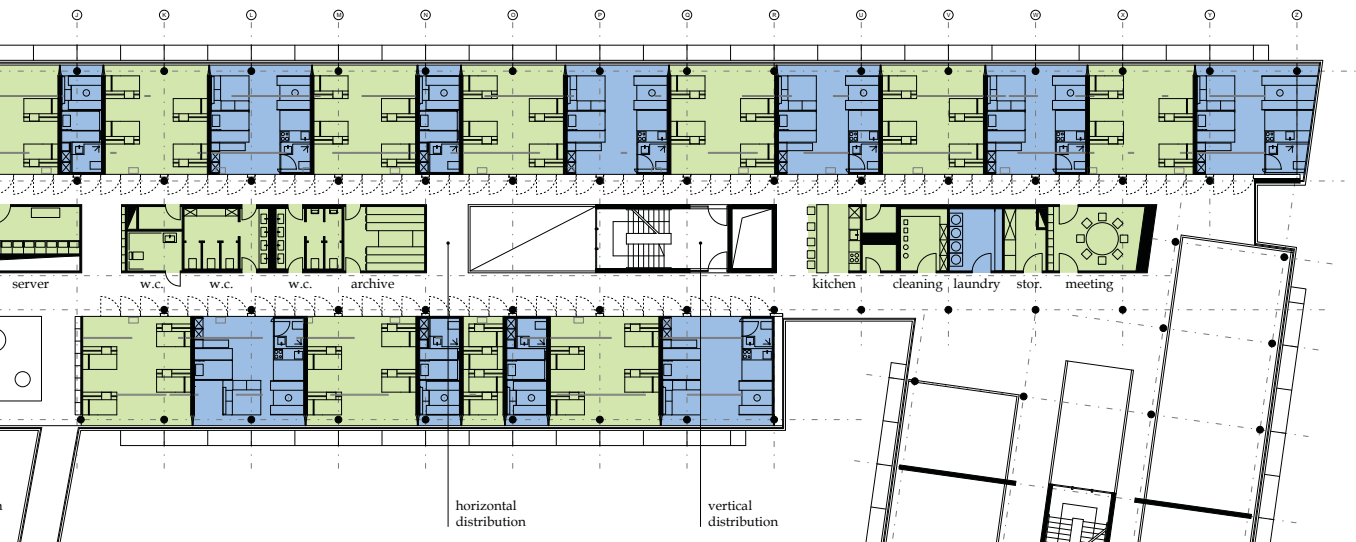 J K L M N O P Q R U V W X Y Z
server w.c. w.c. w.c. archive kitchen cleaning laundry stor. meeting
horizontal
distribution
vertical
distribution